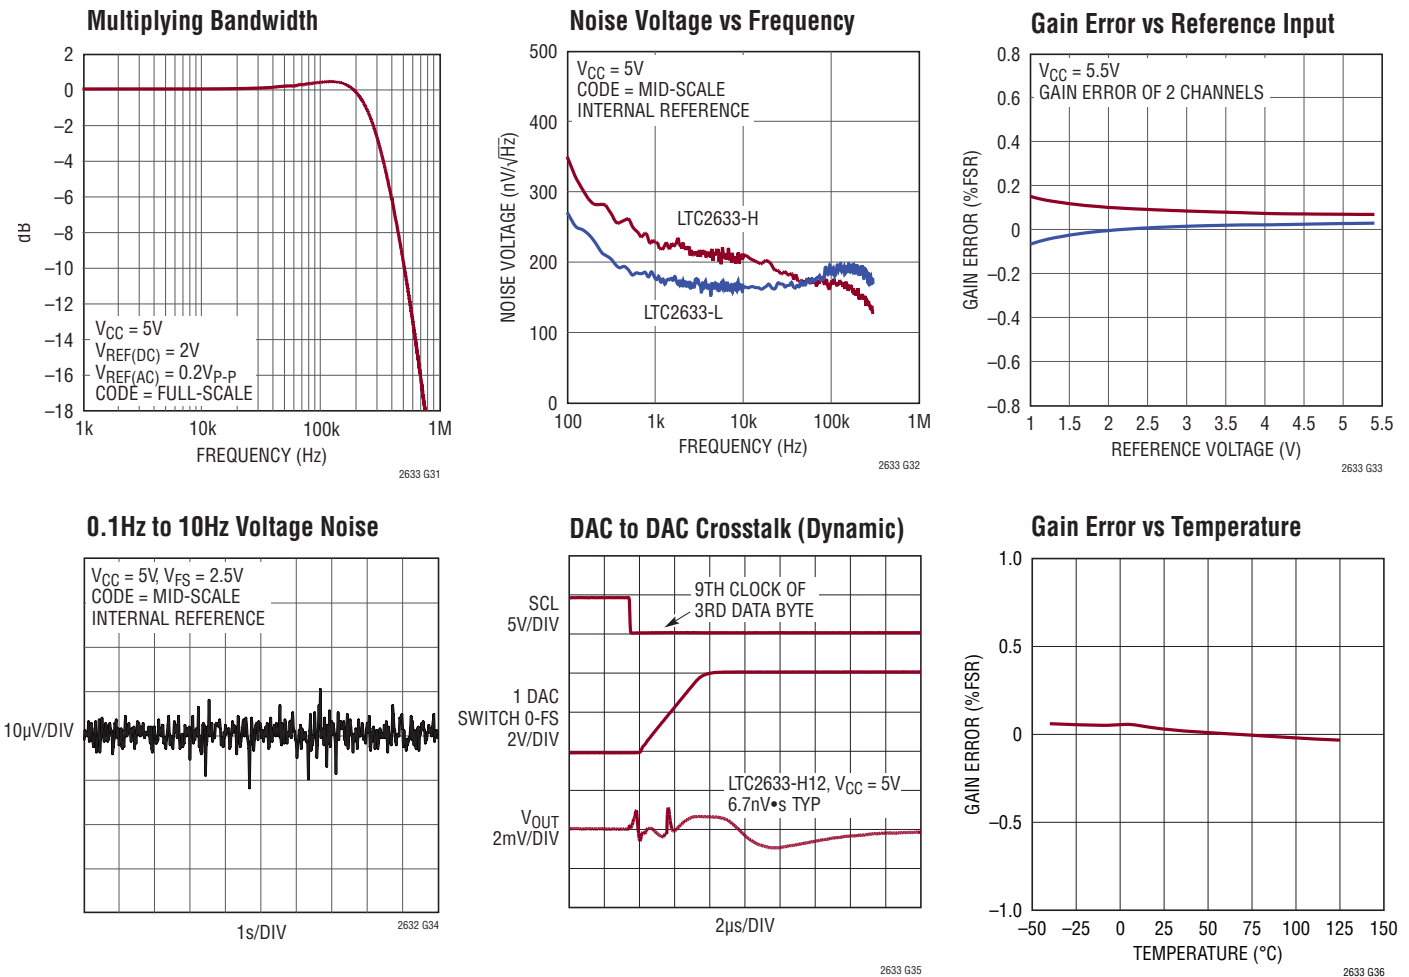 Multiplying Bandwidth
2
0
–2
–4
–6
–8
–10
–12
–14
–16
–18
dB
VCC = 5V
VREF(DC) = 2V
VREF(AC) = 0.2VP-P
CODE = FULL-SCALE
1k 10k 100k 1M
FREQUENCY (Hz)
2633 G31
Noise Voltage vs Frequency
500
400
300
200
100
0
NOISE VOLTAGE (nV/√Hz)
VCC = 5V
CODE = MID-SCALE
INTERNAL REFERENCE
LTC2633-H
LTC2633-L
100 1k 10k 100k 1M
FREQUENCY (Hz)
2633 G32
Gain Error vs Reference Input
0.8
0.6
0.4
0.2
0
–0.2
–0.4
–0.6
–0.8
GAIN ERROR (%FSR)
VCC = 5.5V
GAIN ERROR OF 2 CHANNELS
1 1.5 2 2.5 3 3.5 4 4.5 5 5.5
REFERENCE VOLTAGE (V)
2633 G33
0.1Hz to 10Hz Voltage Noise
VCC = 5V, VFS = 2.5V
CODE = MID-SCALE
INTERNAL REFERENCE
10µV/DIV
1s/DIV
2632 G34
DAC to DAC Crosstalk (Dynamic)
SCL
5V/DIV
9TH CLOCK OF
3RD DATA BYTE
1 DAC
SWITCH 0-FS
2V/DIV
LTC2633-H12, VCC = 5V
6.7nV•s TYP
VOUT
2mV/DIV
2µs/DIV
2633 G35
Gain Error vs Temperature
1.0
0.5
0
–0.5
–1.0
GAIN ERROR (%FSR)
–50 –25 0 25 50 75 100 125 150
TEMPERATURE (°C)
2633 G36